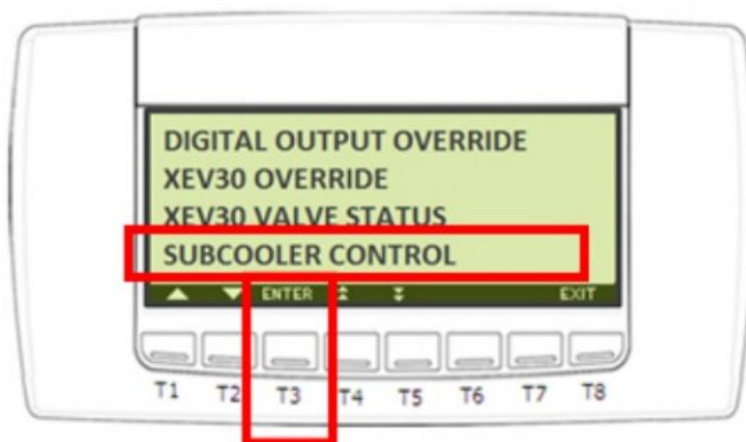 DIGITAL OUTPUT OVERRIDE
XEV30 OVERRIDE
XEV30 VALVE STATUS
SUBCOOLER CONTROL
ENTER EXIT
T1 T2 T3 T4 T5 T6 T7 T8